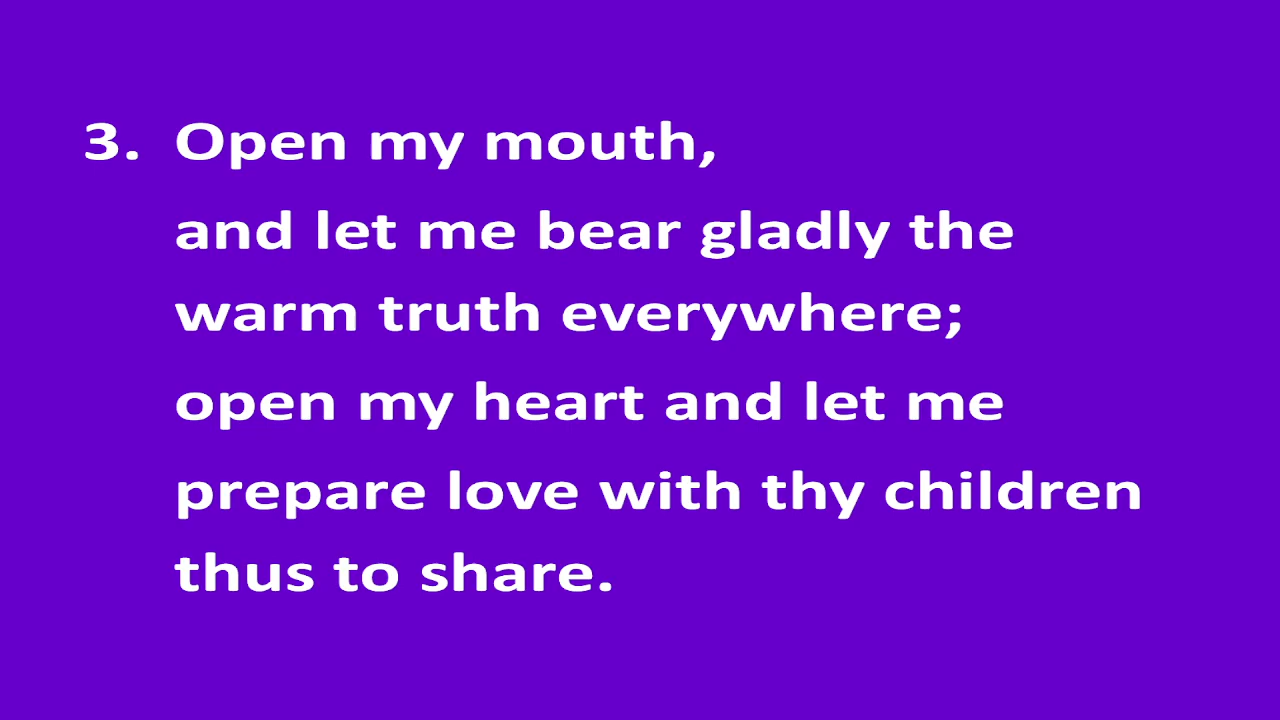 3. Open my mouth,
and let me bear gladly the
warm truth everywhere;
open my heart and let me
prepare love with thy children
thus to share.